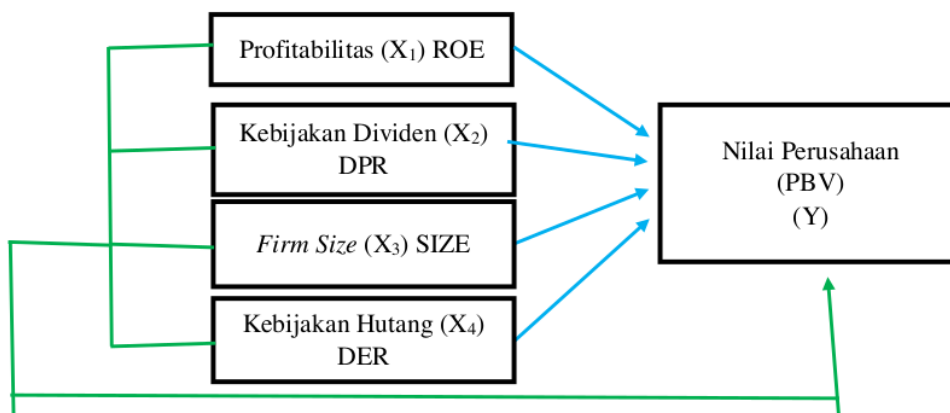 Profitabilitas (X₁) ROE
Kebijakan Dividen (X₂)
DPR
Firm Size (X₃) SIZE
Kebijakan Hutang (X₄)
DER
Nilai Perusahaan
(PBV)
(Y)